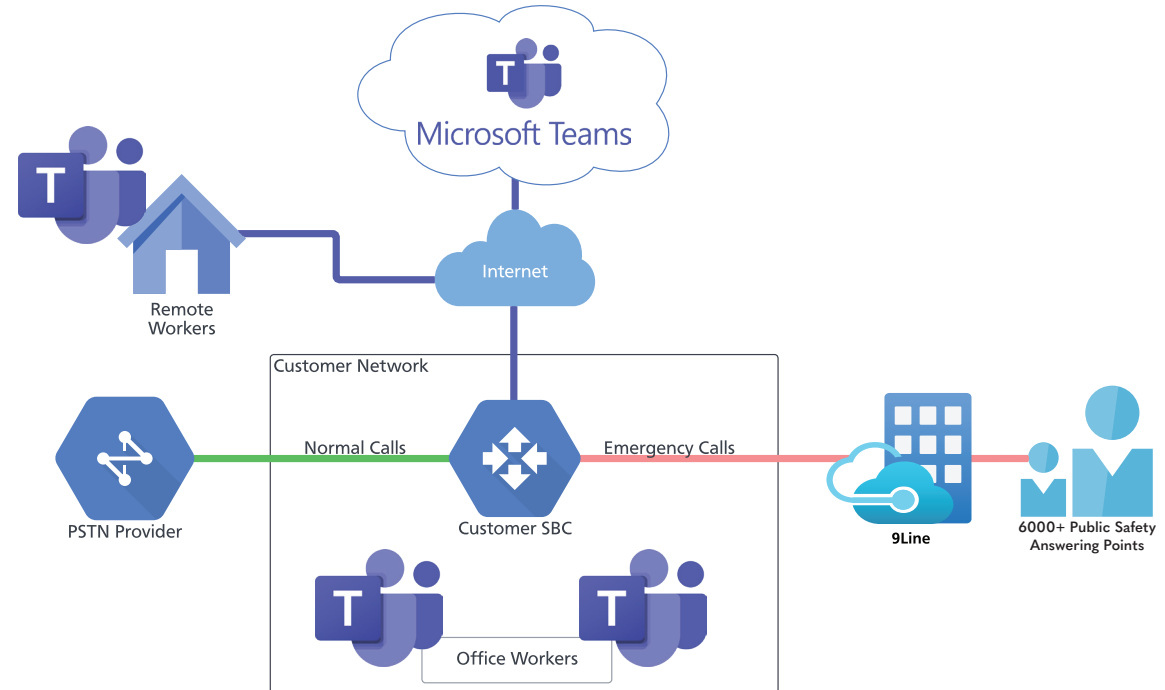 T
Microsoft Teams
T
Internet
Remote
Workers
Customer Network
Normal Calls
Emergency Calls
PSTN Provider
Customer SBC
9Line
6000+ Public Safety
Answering Points
T
T
Office Workers